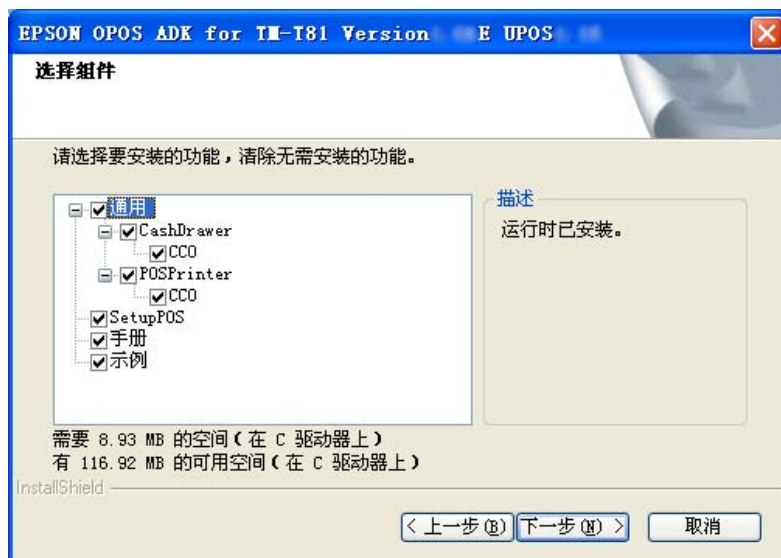 EPSON OPOS ADK for TM-T81 Version E UPOS
选择组件
请选择要安装的功能，清除无需安装的功能。
通用
CashDrawer
CCO
POSPrinter
CCO
SetupPOS
手册
示例
描述
运行时已安装。
需要 8.93 MB 的空间(在 C 驱动器上)
有 116.92 MB 的可用空间(在 C 驱动器上)
InstallShield
< 上一步(B) 下一步(N) > 取消